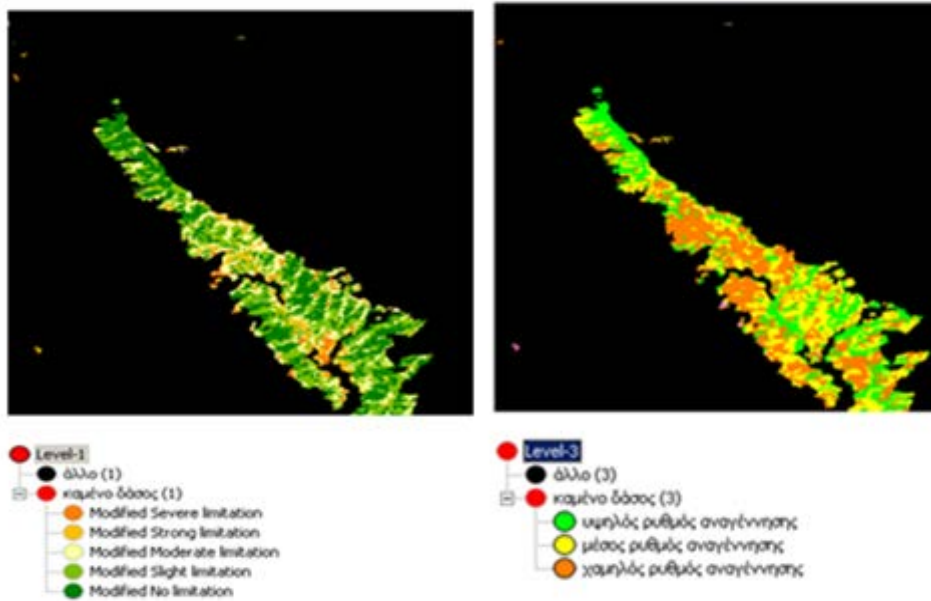 Level-1
άλλο (1)
καμένο δάσος (1)
Modified Severe limitation
Modified Strong limitation
Modified Moderate limitation
Modified Slight limitation
Modified No limitation
Level-3
άλλο (3)
καμένο δάσος (3)
υψηλός ρυθμός αναγέννησης
μέσος ρυθμός αναγέννησης
χαμηλός ρυθμός αναγέννησης